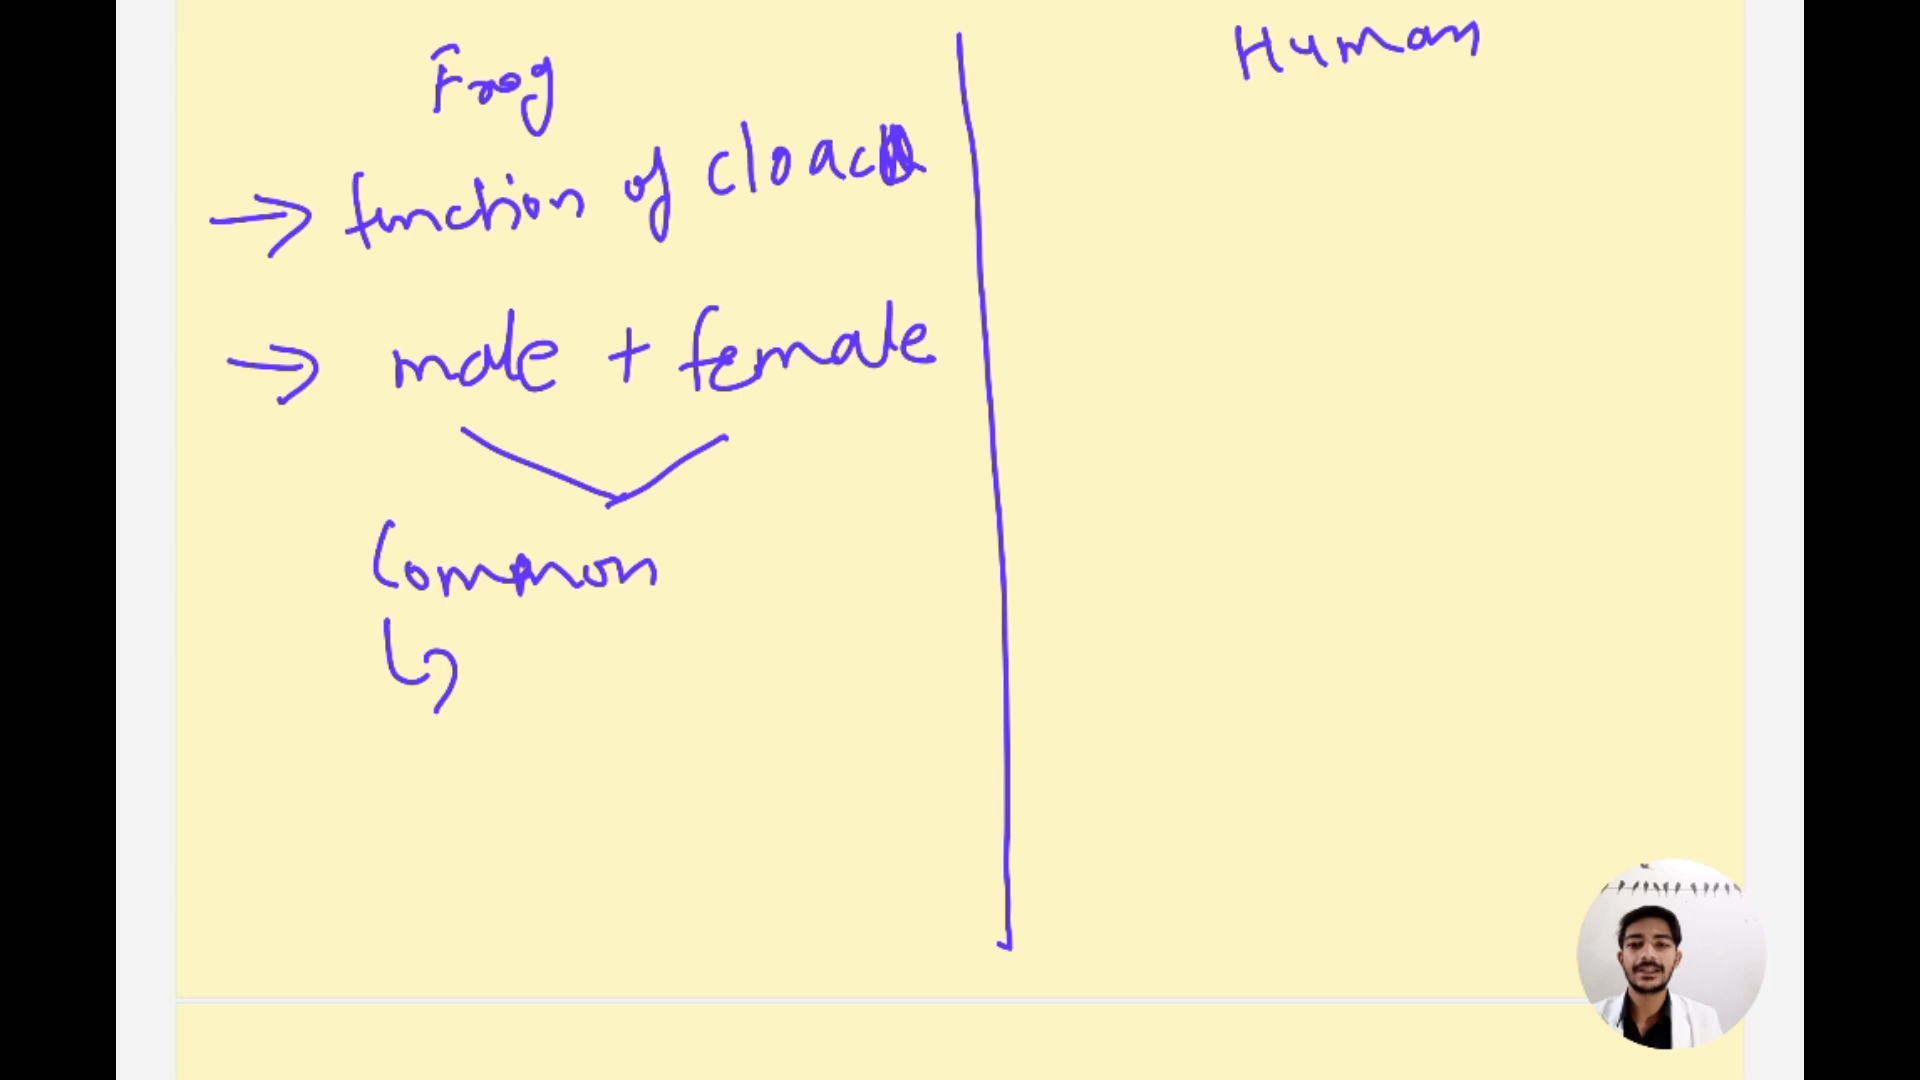 Frog
Human
→ function of cloaca
→ male + female
Common